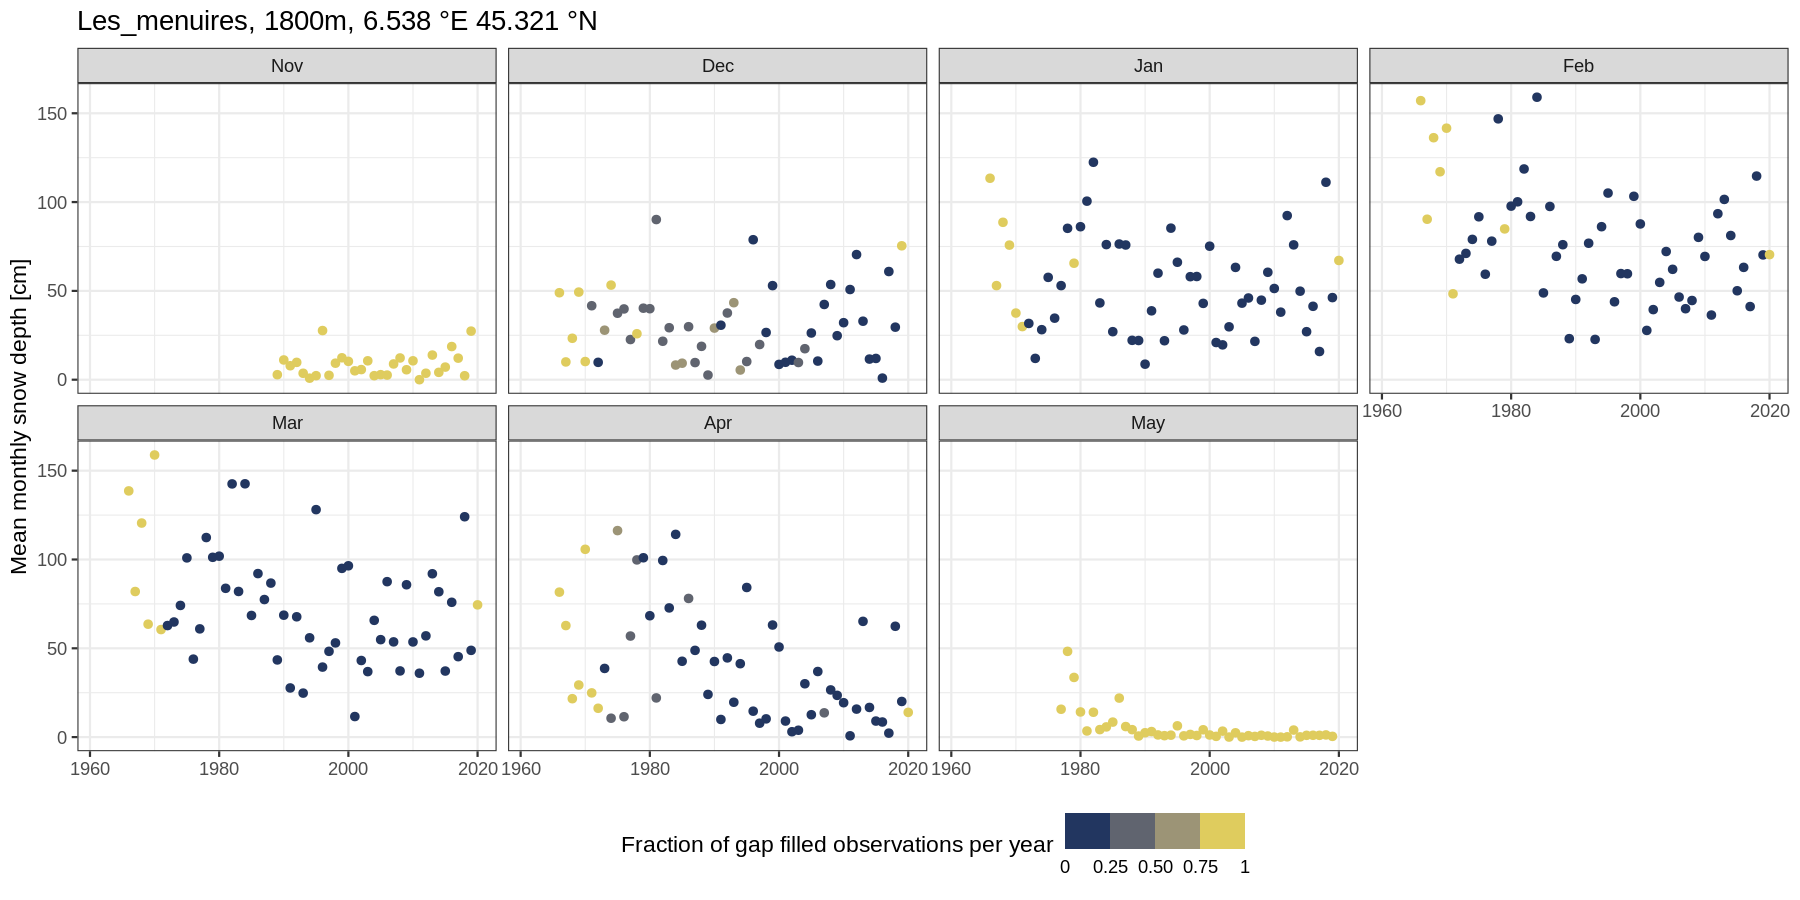 Les_menuires, 1800m, 6.538 °E 45.321 °N
Nov
Dec
Jan
Feb
150
100
50
0
1960
1980
2000
2020
Mar
Apr
May
150
100
50
0
1960
1980
2000
2020
1960
1980
2000
2020
1960
1980
2000
2020
Mean monthly snow depth [cm]
Fraction of gap filled observations per year
0
0.25
0.50
0.75
1